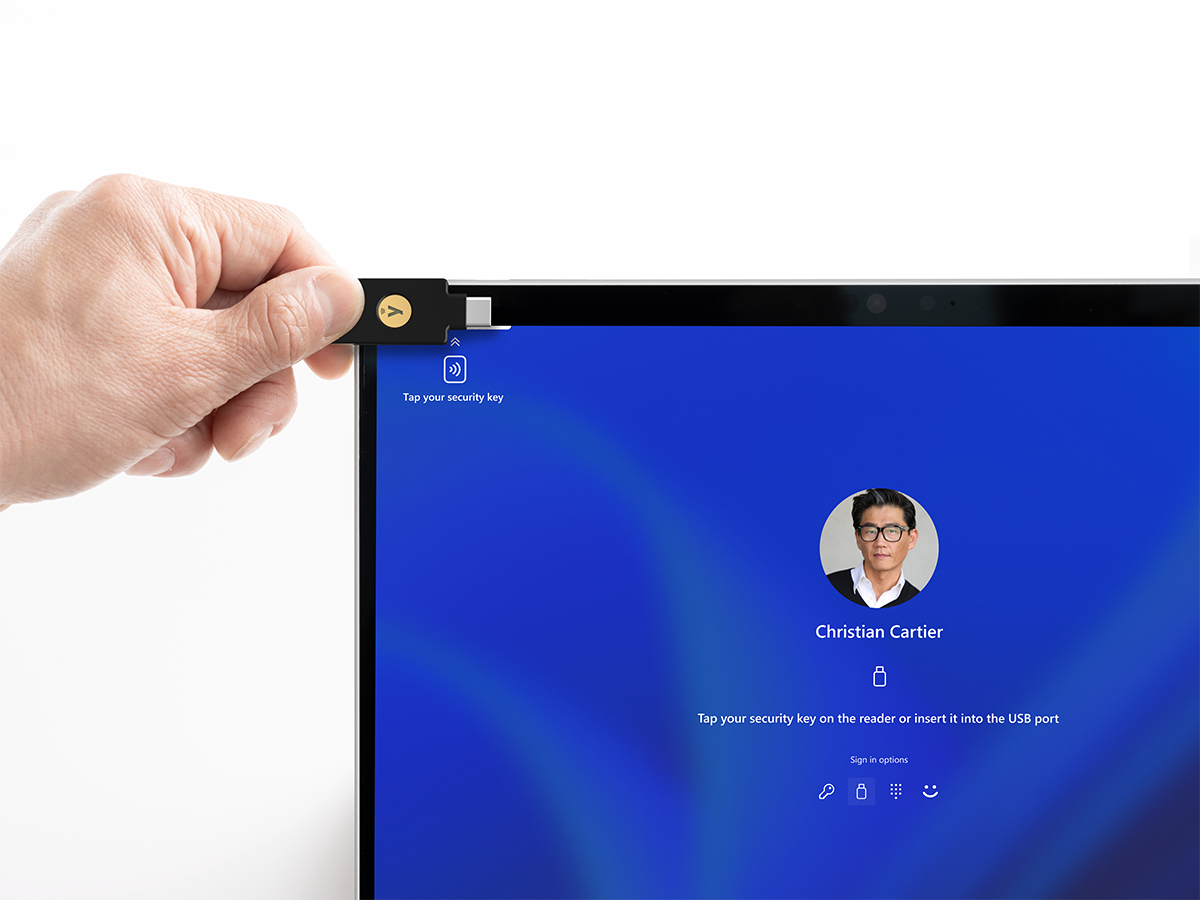 y
Tap your security key
Christian Cartier
Tap your security key on the reader or insert it into the USB port
Sign in options